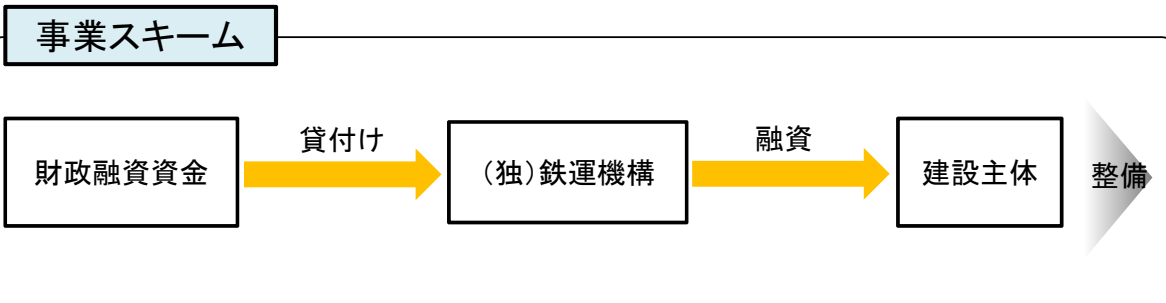 事業スキーム
貸付け
融資
財政融資資金
（独）鉄運機構
建設主体
整備